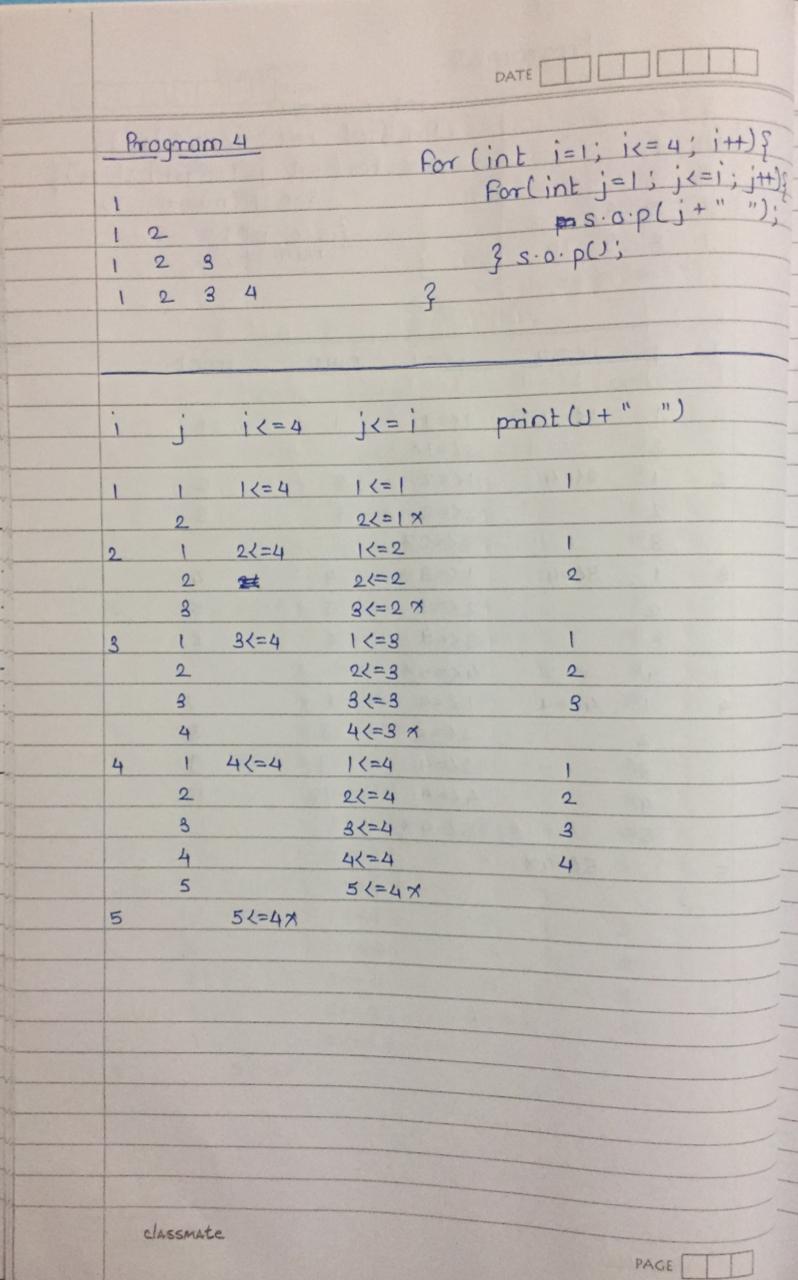 DATE
Program 4
for (int i=1; i<=4; i++){
for(int j=1; j<=i; j++){
s.o.p(j+" ");
} s.o.p();
}
1
1 2
1 2 3
1 2 3 4
i j i<=4 j<=i print(j+" ")
1 1 1<=4 1<=1 1
2 2<=1 x
2 1 2<=4 1<=2 1
2 2<=2 2
3 3<=2 x
3 1 3<=4 1<=3 1
2 2<=3 2
3 3<=3 3
4 4<=3 x
4 1 4<=4 1<=4 1
2 2<=4 2
3 3<=4 3
4 4<=4 4
5 5<=4 x
5 5<=4 x
classmate
PAGE